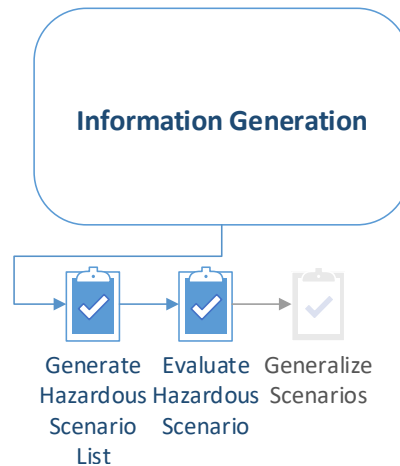 Information Generation
Generate
Hazardous
Scenario
List
Evaluate
Hazardous
Scenario
Generalize
Scenarios